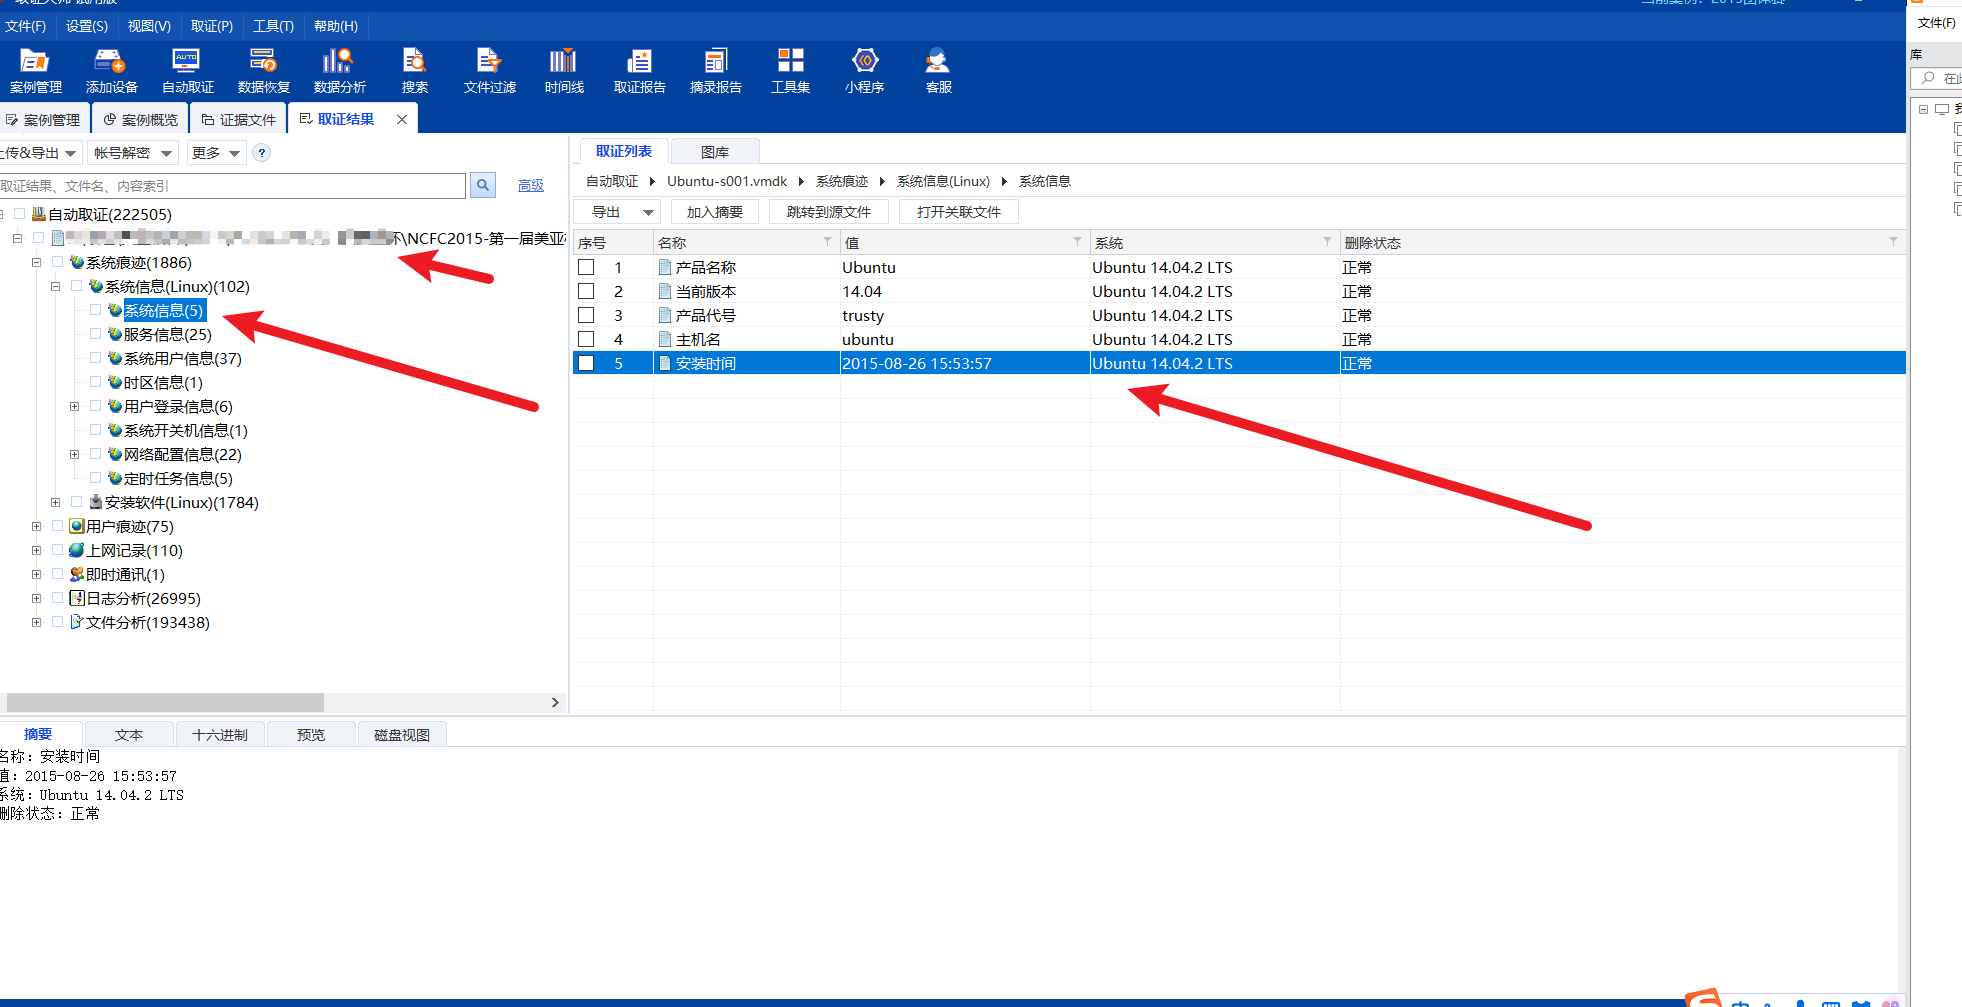 文件(F) 设置(S) 视图(V) 取证(P) 工具(T) 帮助(H)
案例管理 添加设备 自动取证 数据恢复 数据分析 搜索 文件过滤 时间线 取证报告 摘录报告 工具集 小程序 客服
案例管理 案例概览 证据文件 取证结果
上传&导出 帐号解密 更多 ?
取证结果、文件名、内容索引 高级
自动取证(222505)
\NCFC2015-第一届美亚
系统痕迹(1886)
系统信息(Linux)(102)
系统信息(5)
服务信息(25)
系统用户信息(37)
时区信息(1)
用户登录信息(6)
系统开关机信息(1)
网络配置信息(22)
定时任务信息(5)
安装软件(Linux)(1784)
用户痕迹(75)
上网记录(110)
即时通讯(1)
日志分析(26995)
文件分析(193438)
取证列表 图库
自动取证 Ubuntu-s001.vmdk 系统痕迹 系统信息(Linux) 系统信息
导出 加入摘要 跳转到源文件 打开关联文件
序号 名称 值 系统 删除状态
1 产品名称 Ubuntu Ubuntu 14.04.2 LTS 正常
2 当前版本 14.04 Ubuntu 14.04.2 LTS 正常
3 产品代号 trusty Ubuntu 14.04.2 LTS 正常
4 主机名 ubuntu Ubuntu 14.04.2 LTS 正常
5 安装时间 2015-08-26 15:53:57 Ubuntu 14.04.2 LTS 正常
摘要 文本 十六进制 预览 磁盘视图
名称：安装时间
值：2015-08-26 15:53:57
系统：Ubuntu 14.04.2 LTS
删除状态：正常
文件(F)
库
在此